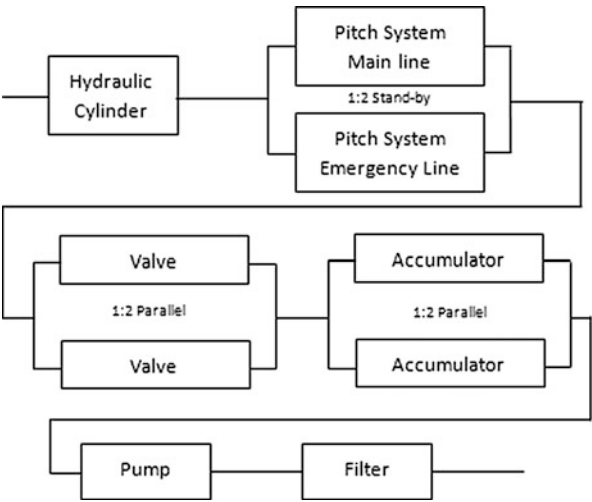 Hydraulic
Cylinder
Pitch System
Main line
1:2 Stand-by
Pitch System
Emergency Line
Valve
1:2 Parallel
Valve
Accumulator
1:2 Parallel
Accumulator
Pump
Filter